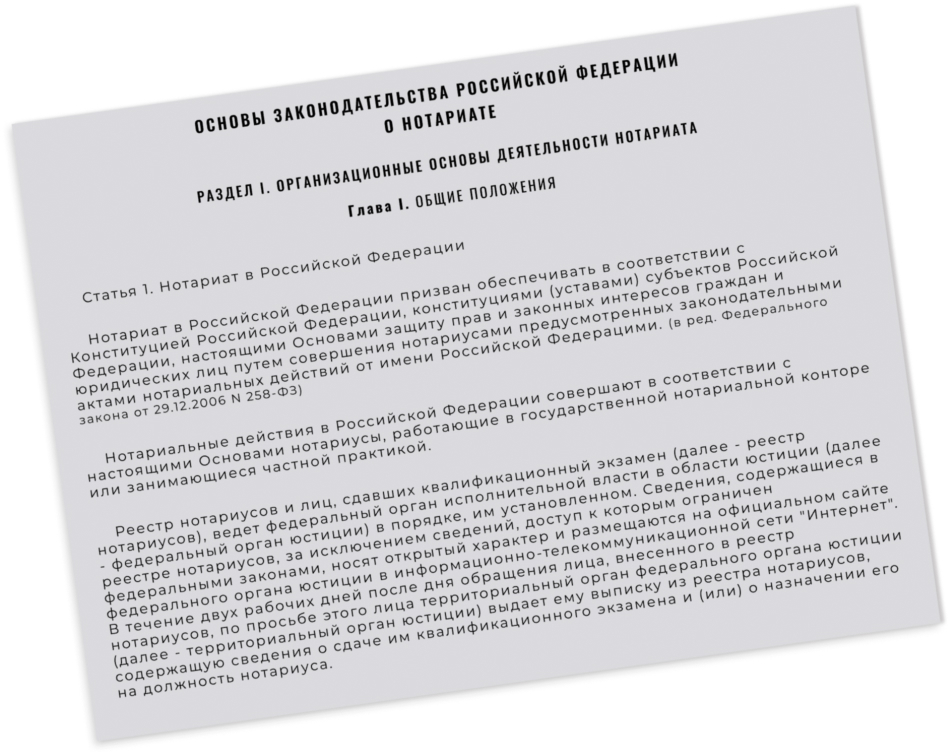 ОСНОВЫ ЗАКОНОДАТЕЛЬСТВА РОССИЙСКОЙ ФЕДЕРАЦИИ
О НОТАРИАТЕ
РАЗДЕЛ I. ОРГАНИЗАЦИОННЫЕ ОСНОВЫ ДЕЯТЕЛЬНОСТИ НОТАРИАТА
Глава I. ОБЩИЕ ПОЛОЖЕНИЯ
Статья 1. Нотариат в Российской Федерации
Нотариат в Российской Федерации призван обеспечивать в соответствии с
Конституцией Российской Федерации, конституциями (уставами) субъектов Российской
Федерации, настоящими Основами защиту прав и законных интересов граждан и
юридических лиц путем совершения нотариусами предусмотренных законодательными
актами нотариальных действий от имени Российской Федерацими. (в ред. Федерального
закона от 29.12.2006 N 258-ФЗ)
Нотариальные действия в Российской Федерации совершают в соответствии с
настоящими Основами нотариусы, работающие в государственной нотариальной конторе
или занимающиеся частной практикой.
Реестр нотариусов и лиц, сдавших квалификационный экзамен (далее - реестр
нотариусов), ведет федеральный орган исполнительной власти в области юстиции (далее
- федеральный орган юстиции) в порядке, им установленном. Сведения, содержащиеся в
реестре нотариусов, за исключением сведений, доступ к которым ограничен
федеральными законами, носят открытый характер и размещаются на официальном сайте
федерального органа юстиции в информационно-телекоммуникационной сети "Интернет".
В течение двух рабочих дней после дня обращения лица, внесенного в реестр
нотариусов, по просьбе этого лица территориальный орган федерального органа юстиции
(далее - территориальный орган юстиции) выдает ему выписку из реестра нотариусов,
содержащую сведения о сдаче им квалификационного экзамена и (или) о назначении его
на должность нотариуса.